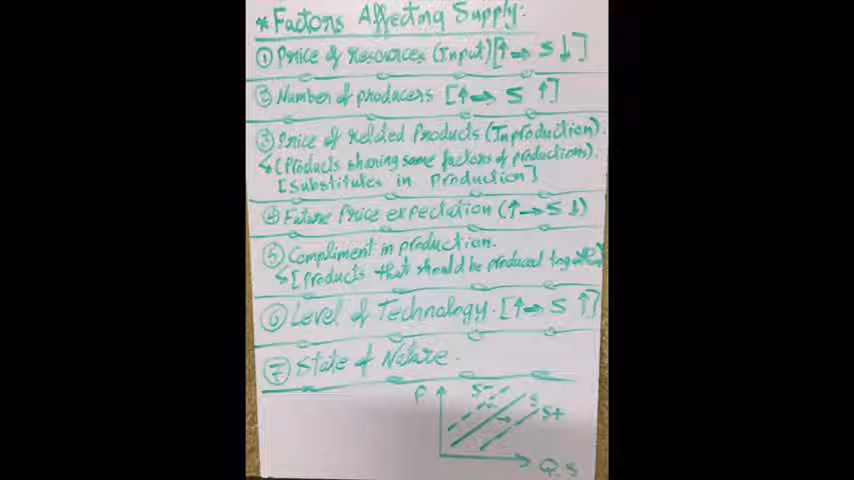 * Factors Affecting Supply:
① Price of resources (Input) [↑ → S ↓]
② Number of producers [↑ → S ↑]
③ Price of related Products (In production).
↳ (Products sharing same factors of productions).
[Substitutes in Production]
④ Future Price expectation (↑ → S ↓)
⑤ Compliment in production.
↳ [Products that should be produced together]
⑥ Level of Technology. [↑ → S ↑]
⑦ State of Nature.
P S- S S+
Q.S